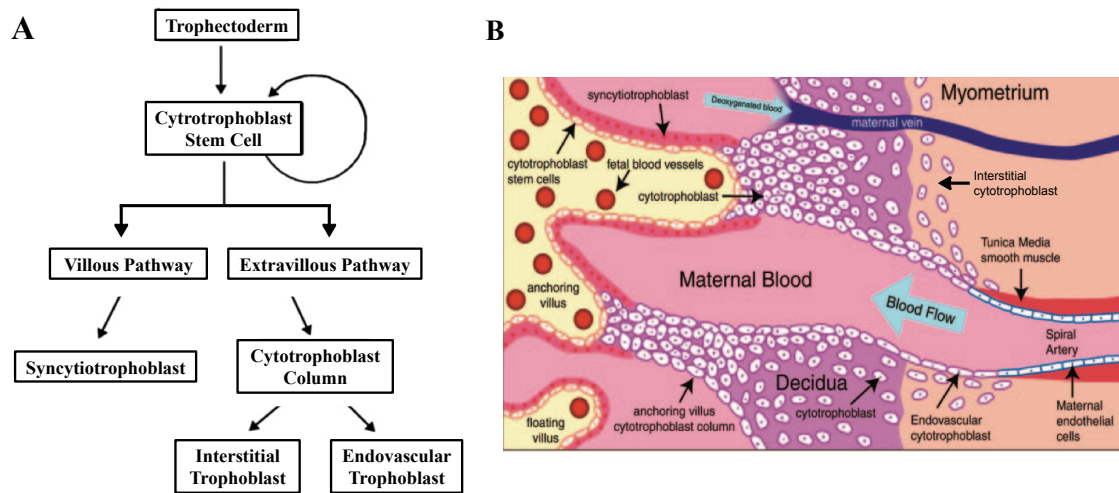 A
Trophectoderm
Cytrotrophoblast
Stem Cell
Villous Pathway
Extravillous Pathway
Syncytiotrophoblast
Cytotrophoblast
Column
Interstitial
Trophoblast
Endovascular
Trophoblast
B
syncytiotrophoblast
Deoxygenated blood
maternal vein
Myometrium
cytotrophoblast
stem cells
fetal blood vessels
cytotrophoblast
Interstitial
cytotrophoblast
Tunica Media
smooth muscle
Maternal Blood
anchoring
villus
Blood Flow
Spiral
Artery
Decidua
cytotrophoblast
floating
villus
anchoring villus
cytotrophoblast column
Endovascular
cytotrophoblast
Maternal
endothelial
cells